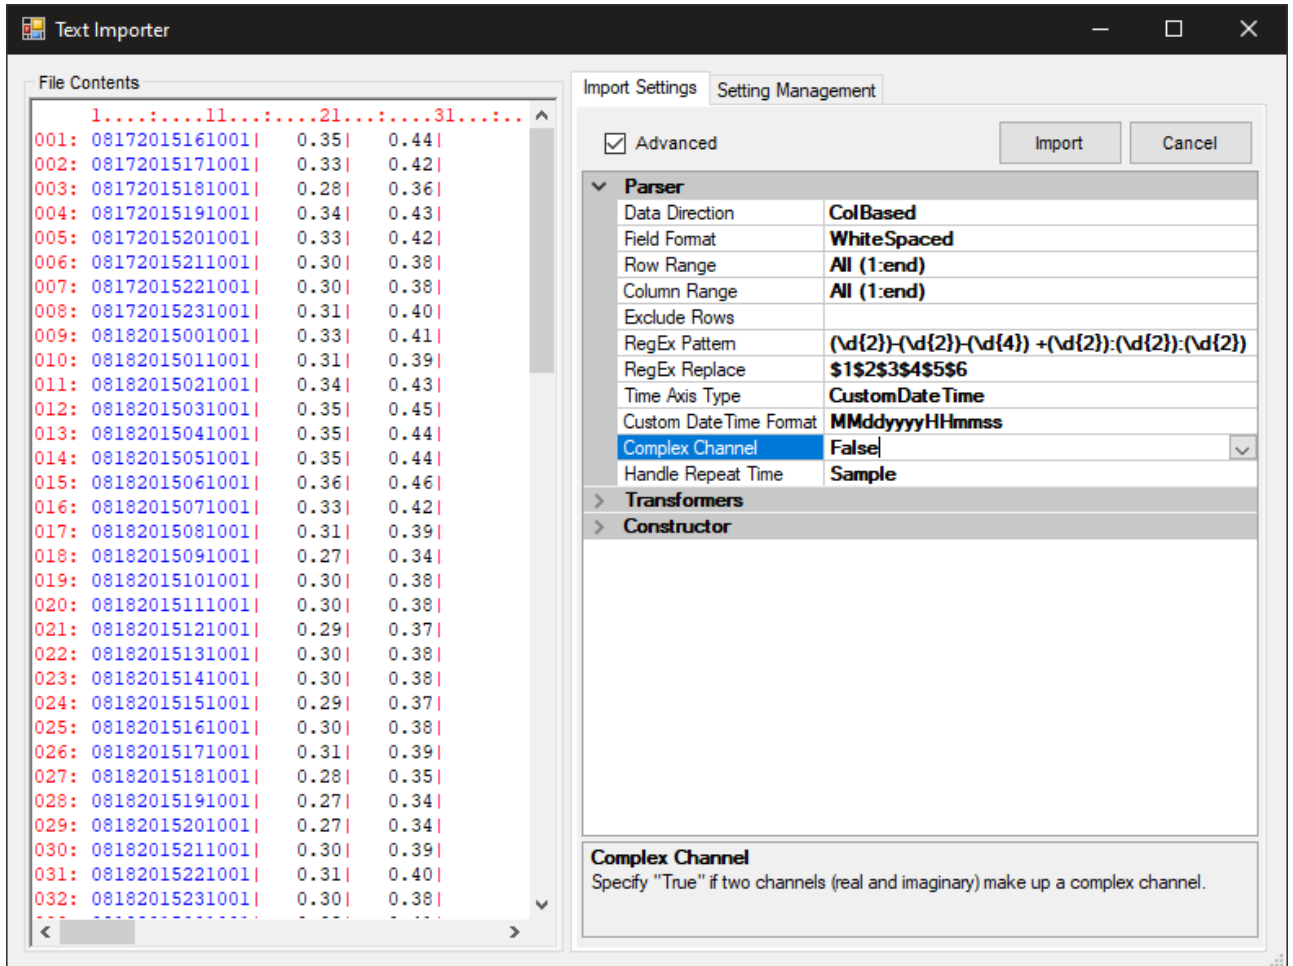 Text Importer
File Contents
1....:....11...:....21...:....31...:..
001: 08172015161001|    0.35|    0.44|
002: 08172015171001|    0.33|    0.42|
003: 08172015181001|    0.28|    0.36|
004: 08172015191001|    0.34|    0.43|
005: 08172015201001|    0.33|    0.42|
006: 08172015211001|    0.30|    0.38|
007: 08172015221001|    0.30|    0.38|
008: 08172015231001|    0.31|    0.40|
009: 08182015001001|    0.33|    0.41|
010: 08182015011001|    0.31|    0.39|
011: 08182015021001|    0.34|    0.43|
012: 08182015031001|    0.35|    0.45|
013: 08182015041001|    0.35|    0.44|
014: 08182015051001|    0.35|    0.44|
015: 08182015061001|    0.36|    0.46|
016: 08182015071001|    0.33|    0.42|
017: 08182015081001|    0.31|    0.39|
018: 08182015091001|    0.27|    0.34|
019: 08182015101001|    0.30|    0.38|
020: 08182015111001|    0.30|    0.38|
021: 08182015121001|    0.29|    0.37|
022: 08182015131001|    0.30|    0.38|
023: 08182015141001|    0.30|    0.38|
024: 08182015151001|    0.29|    0.37|
025: 08182015161001|    0.30|    0.38|
026: 08182015171001|    0.31|    0.39|
027: 08182015181001|    0.28|    0.35|
028: 08182015191001|    0.27|    0.34|
029: 08182015201001|    0.27|    0.34|
030: 08182015211001|    0.30|    0.39|
031: 08182015221001|    0.31|    0.40|
032: 08182015231001|    0.30|    0.38|
Import Settings Setting Management
Advanced Import Cancel
Parser
Data Direction ColBased
Field Format WhiteSpaced
Row Range All (1:end)
Column Range All (1:end)
Exclude Rows
RegEx Pattern (\d{2})-(\d{2})-(\d{4}) +(\d{2}):(\d{2}):(\d{2})
RegEx Replace $1$2$3$4$5$6
Time Axis Type CustomDateTime
Custom DateTime Format MMddyyyyHHmmss
Complex Channel False
Handle Repeat Time Sample
Transformers
Constructor
Complex Channel
Specify "True" if two channels (real and imaginary) make up a complex channel.